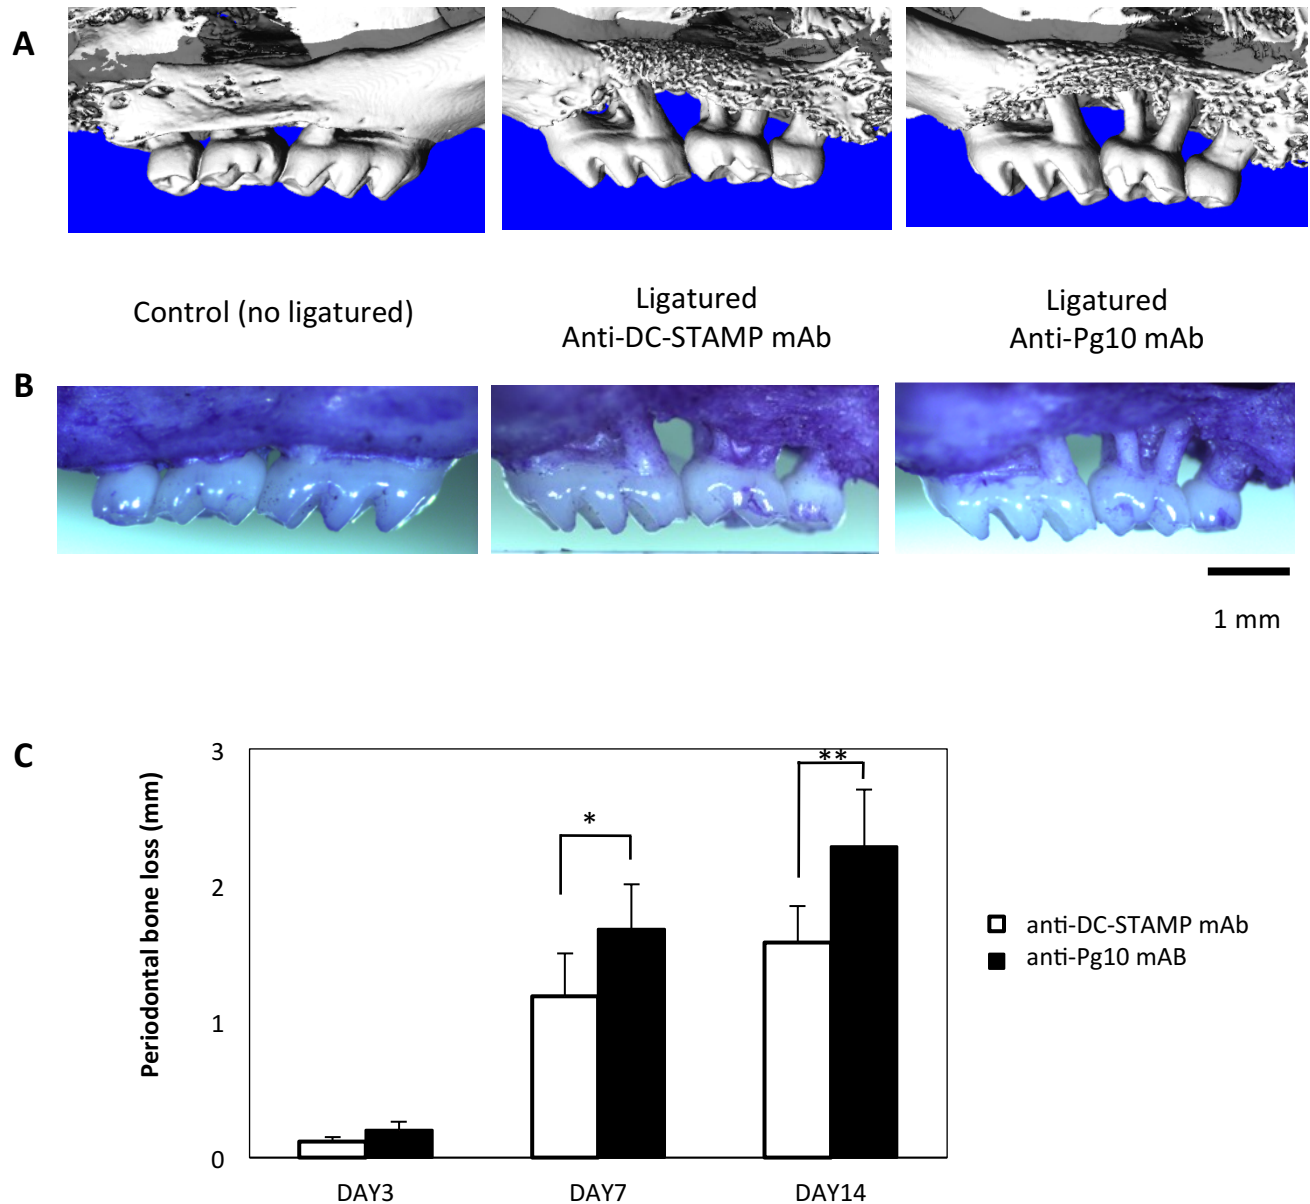 A
Control (no ligatured)
Ligatured
Anti-DC-STAMP mAb
Ligatured
Anti-Pg10 mAb
B
1 mm
C
Periodontal bone loss (mm)
3
2
1
0
*
**
DAY3
DAY7
DAY14
anti-DC-STAMP mAb
anti-Pg10 mAB